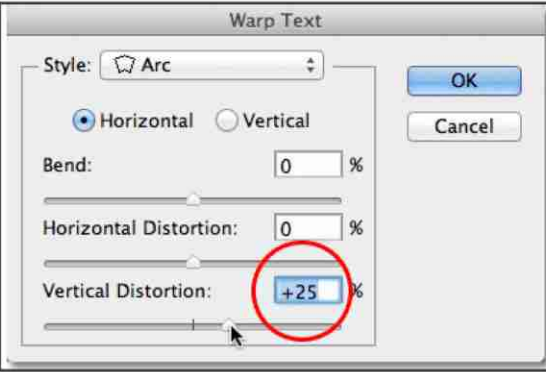 Warp Text
Style: Arc
OK
Horizontal Vertical
Cancel
Bend: 0 %
Horizontal Distortion: 0 %
Vertical Distortion: +25 %